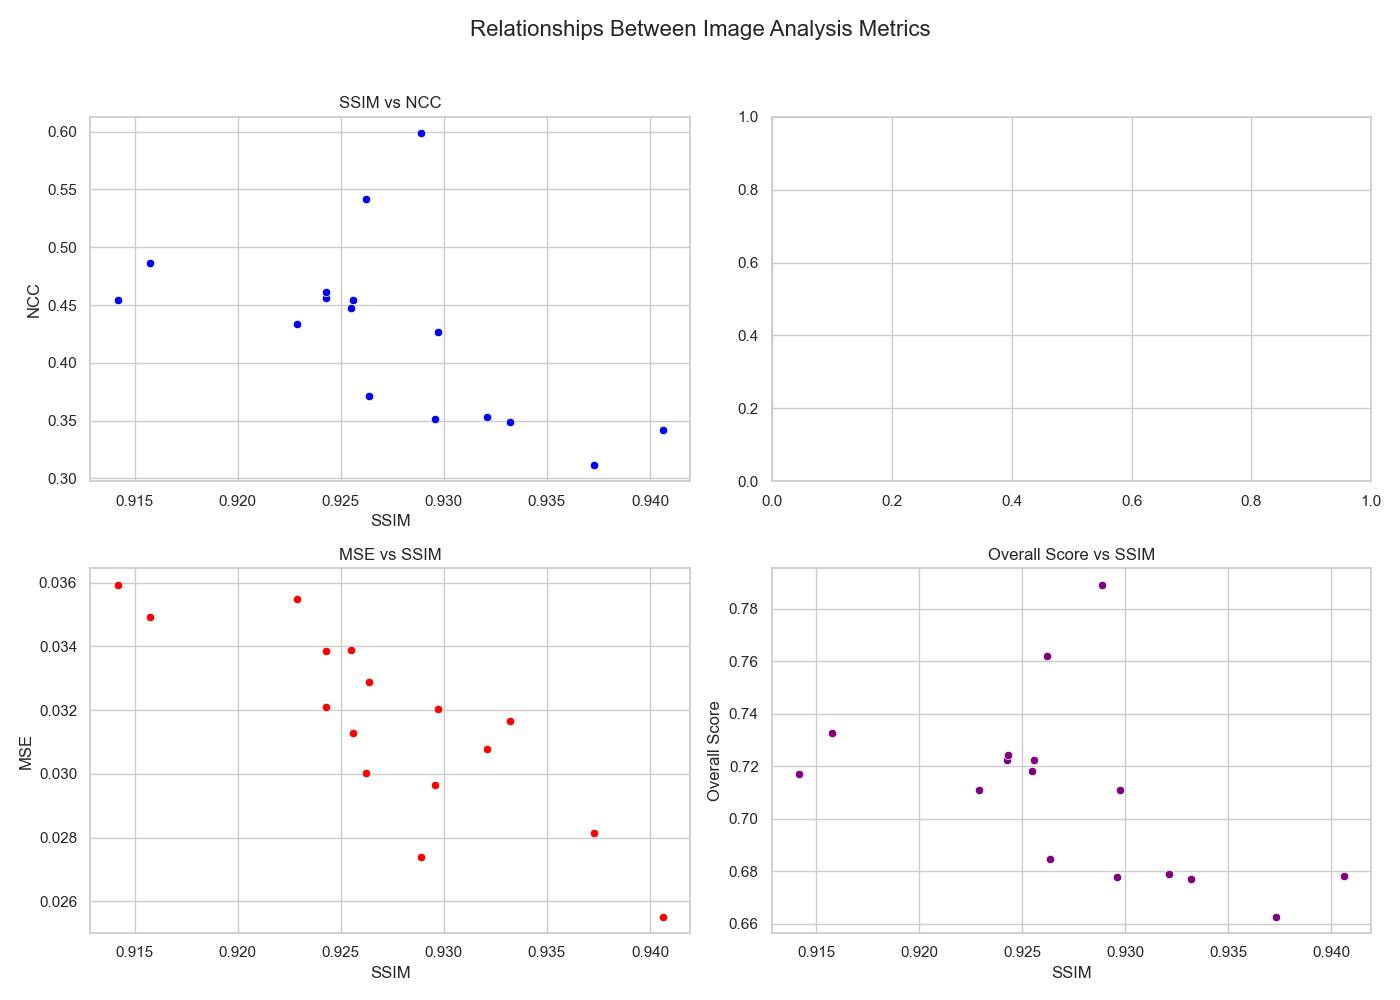 Relationships Between Image Analysis Metrics
SSIM vs NCC
0.60
0.55
0.50
0.45
0.40
0.35
0.30
NCC
0.915 0.920 0.925 0.930 0.935 0.940
SSIM
1.0
0.8
0.6
0.4
0.2
0.0
0.0 0.2 0.4 0.6 0.8 1.0
MSE vs SSIM
0.036
0.034
0.032
0.030
0.028
0.026
MSE
0.915 0.920 0.925 0.930 0.935 0.940
SSIM
Overall Score vs SSIM
0.78
0.76
0.74
0.72
0.70
0.68
0.66
Overall Score
0.915 0.920 0.925 0.930 0.935 0.940
SSIM